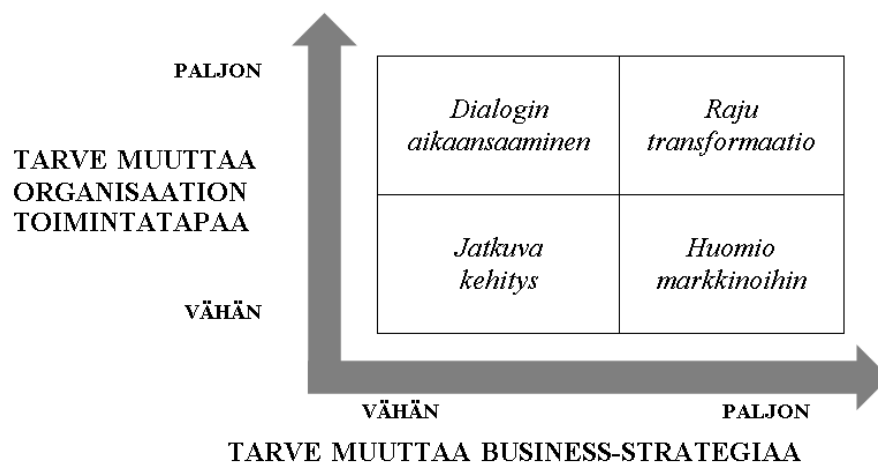 PALJON
Dialogin
aikaansaaminen
Raju
transformaatio
TARVE MUUTTAA
ORGANISAATION
TOIMINTATAPAA
Jatkuva
kehitys
Huomio
markkinoihin
VÄHÄN
VÄHÄN
PALJON
TARVE MUUTTAA BUSINESS-STRATEGIAA